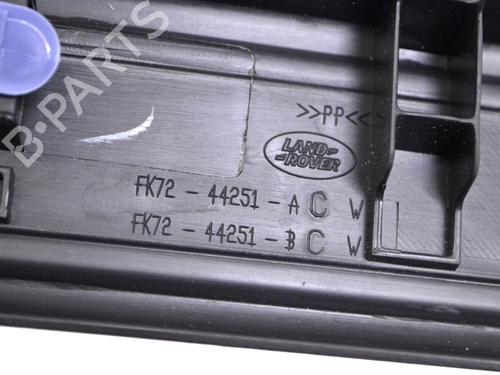 B-PARTS
>>PP<<
LAND-
-ROVER
FK72 - 44251 - A C W
FK72 - 44251 - B C W